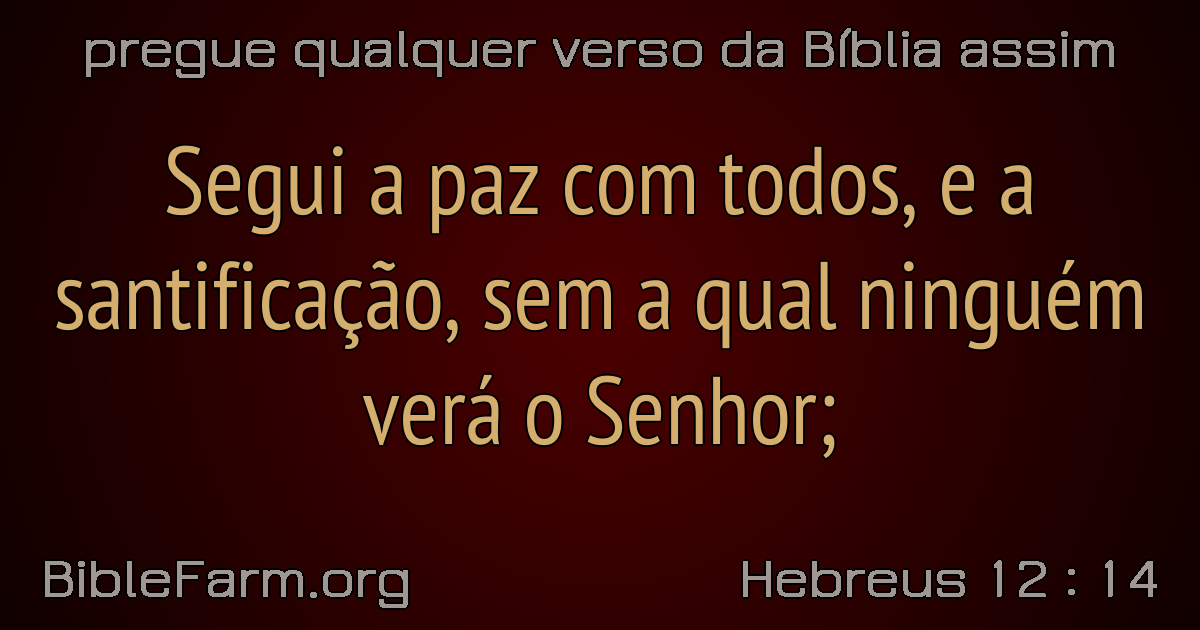 pregue qualquer verso da Bíblia assim
Segui a paz com todos, e a
santificação, sem a qual ninguém
verá o Senhor;
BibleFarm.org
Hebreus 12 : 14